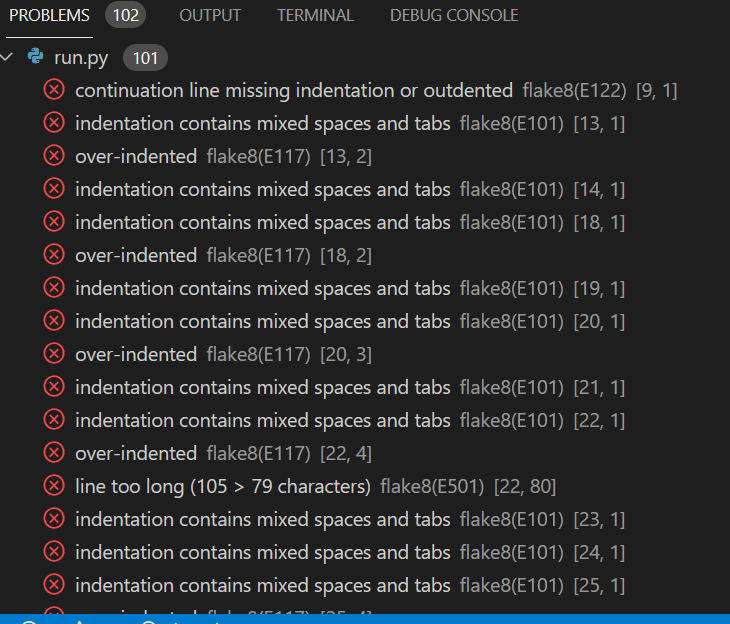 PROBLEMS 102 OUTPUT TERMINAL DEBUG CONSOLE
run.py 101
continuation line missing indentation or outdented flake8(E122) [9, 1]
indentation contains mixed spaces and tabs flake8(E101) [13, 1]
over-indented flake8(E117) [13, 2]
indentation contains mixed spaces and tabs flake8(E101) [14, 1]
indentation contains mixed spaces and tabs flake8(E101) [18, 1]
over-indented flake8(E117) [18, 2]
indentation contains mixed spaces and tabs flake8(E101) [19, 1]
indentation contains mixed spaces and tabs flake8(E101) [20, 1]
over-indented flake8(E117) [20, 3]
indentation contains mixed spaces and tabs flake8(E101) [21, 1]
indentation contains mixed spaces and tabs flake8(E101) [22, 1]
over-indented flake8(E117) [22, 4]
line too long (105 > 79 characters) flake8(E501) [22, 80]
indentation contains mixed spaces and tabs flake8(E101) [23, 1]
indentation contains mixed spaces and tabs flake8(E101) [24, 1]
indentation contains mixed spaces and tabs flake8(E101) [25, 1]